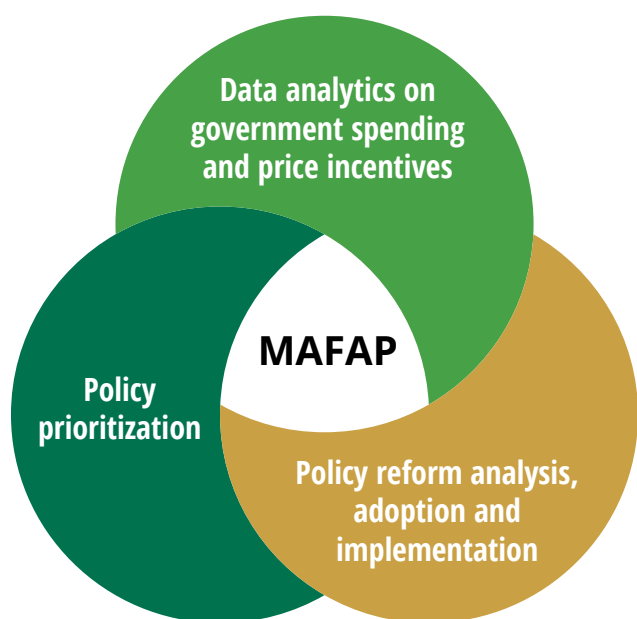 Data analytics on
government spending
and price incentives
MAFAP
Policy
prioritization
Policy reform analysis,
adoption and
implementation